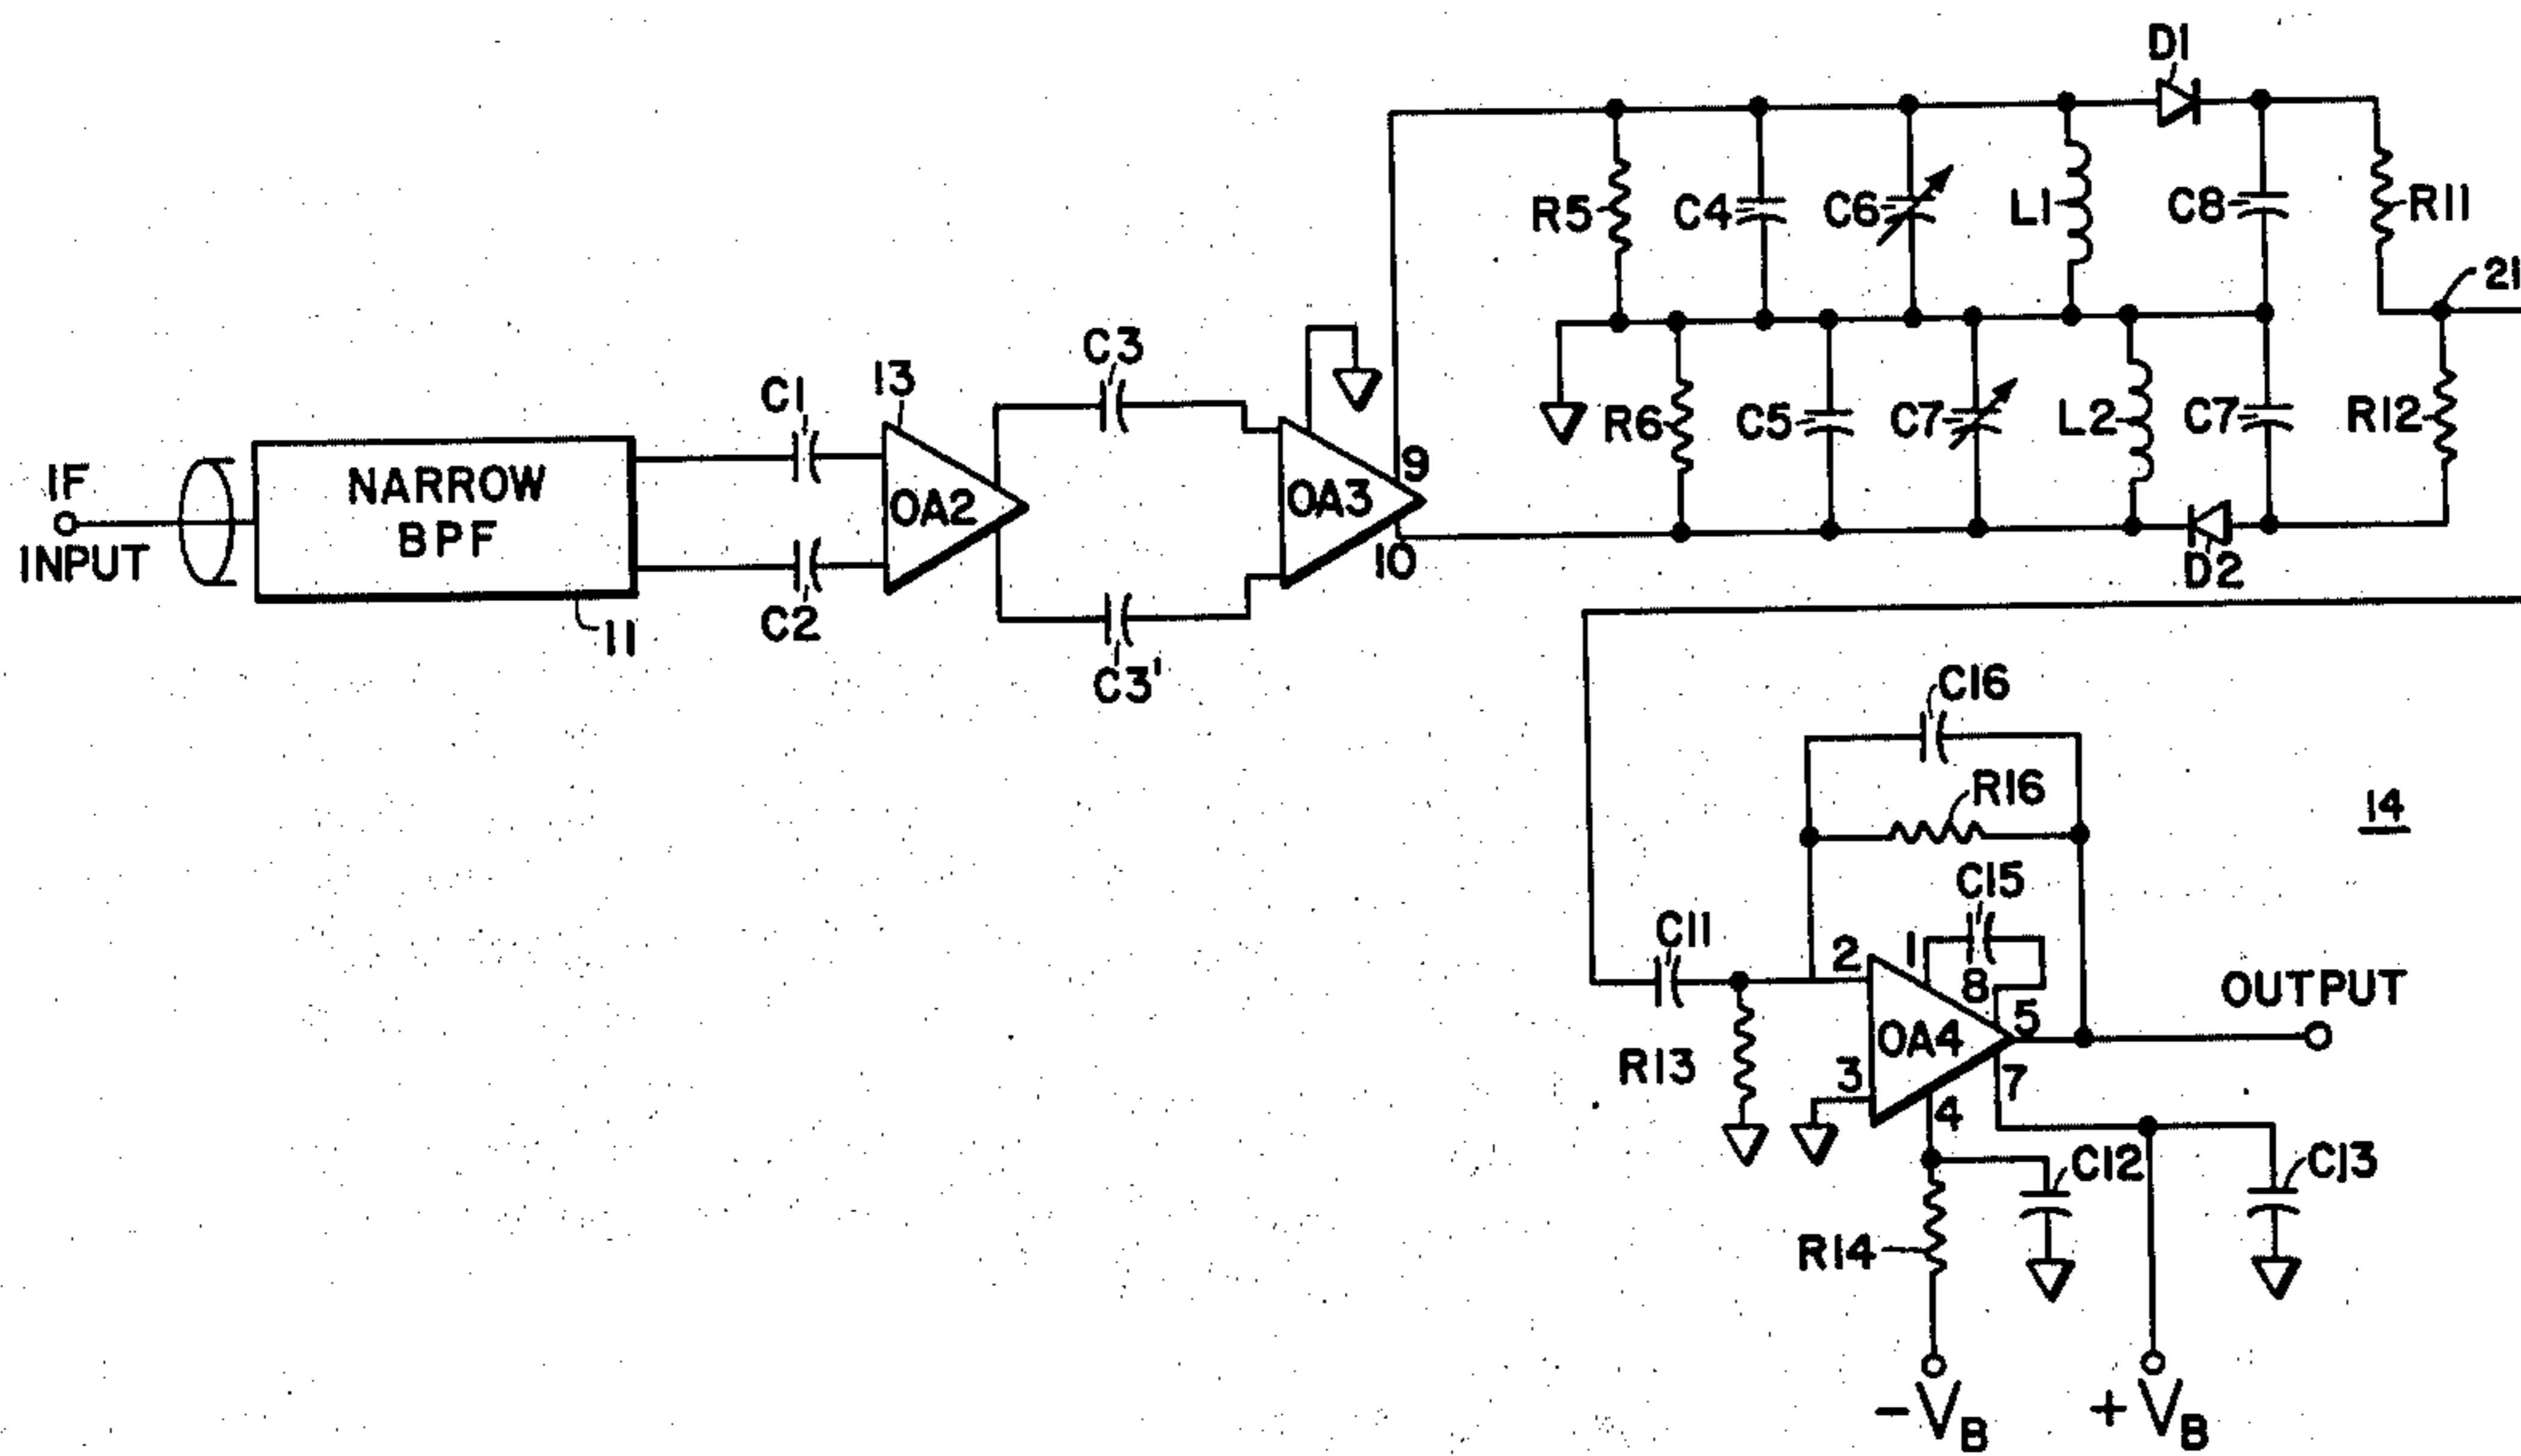 D1
R5
C4
C6
L1
C8
R11
21
R6
C5
C7
L2
C7
R12
D2
IF
INPUT
NARROW
BPF
11
C1
C2
13
OA2
C3
C3'
OA3
9
10
C16
R16
14
C15
C11
2
1
8
5
OA4
OUTPUT
R13
3
4
7
C12
C13
R14
-VB
+VB